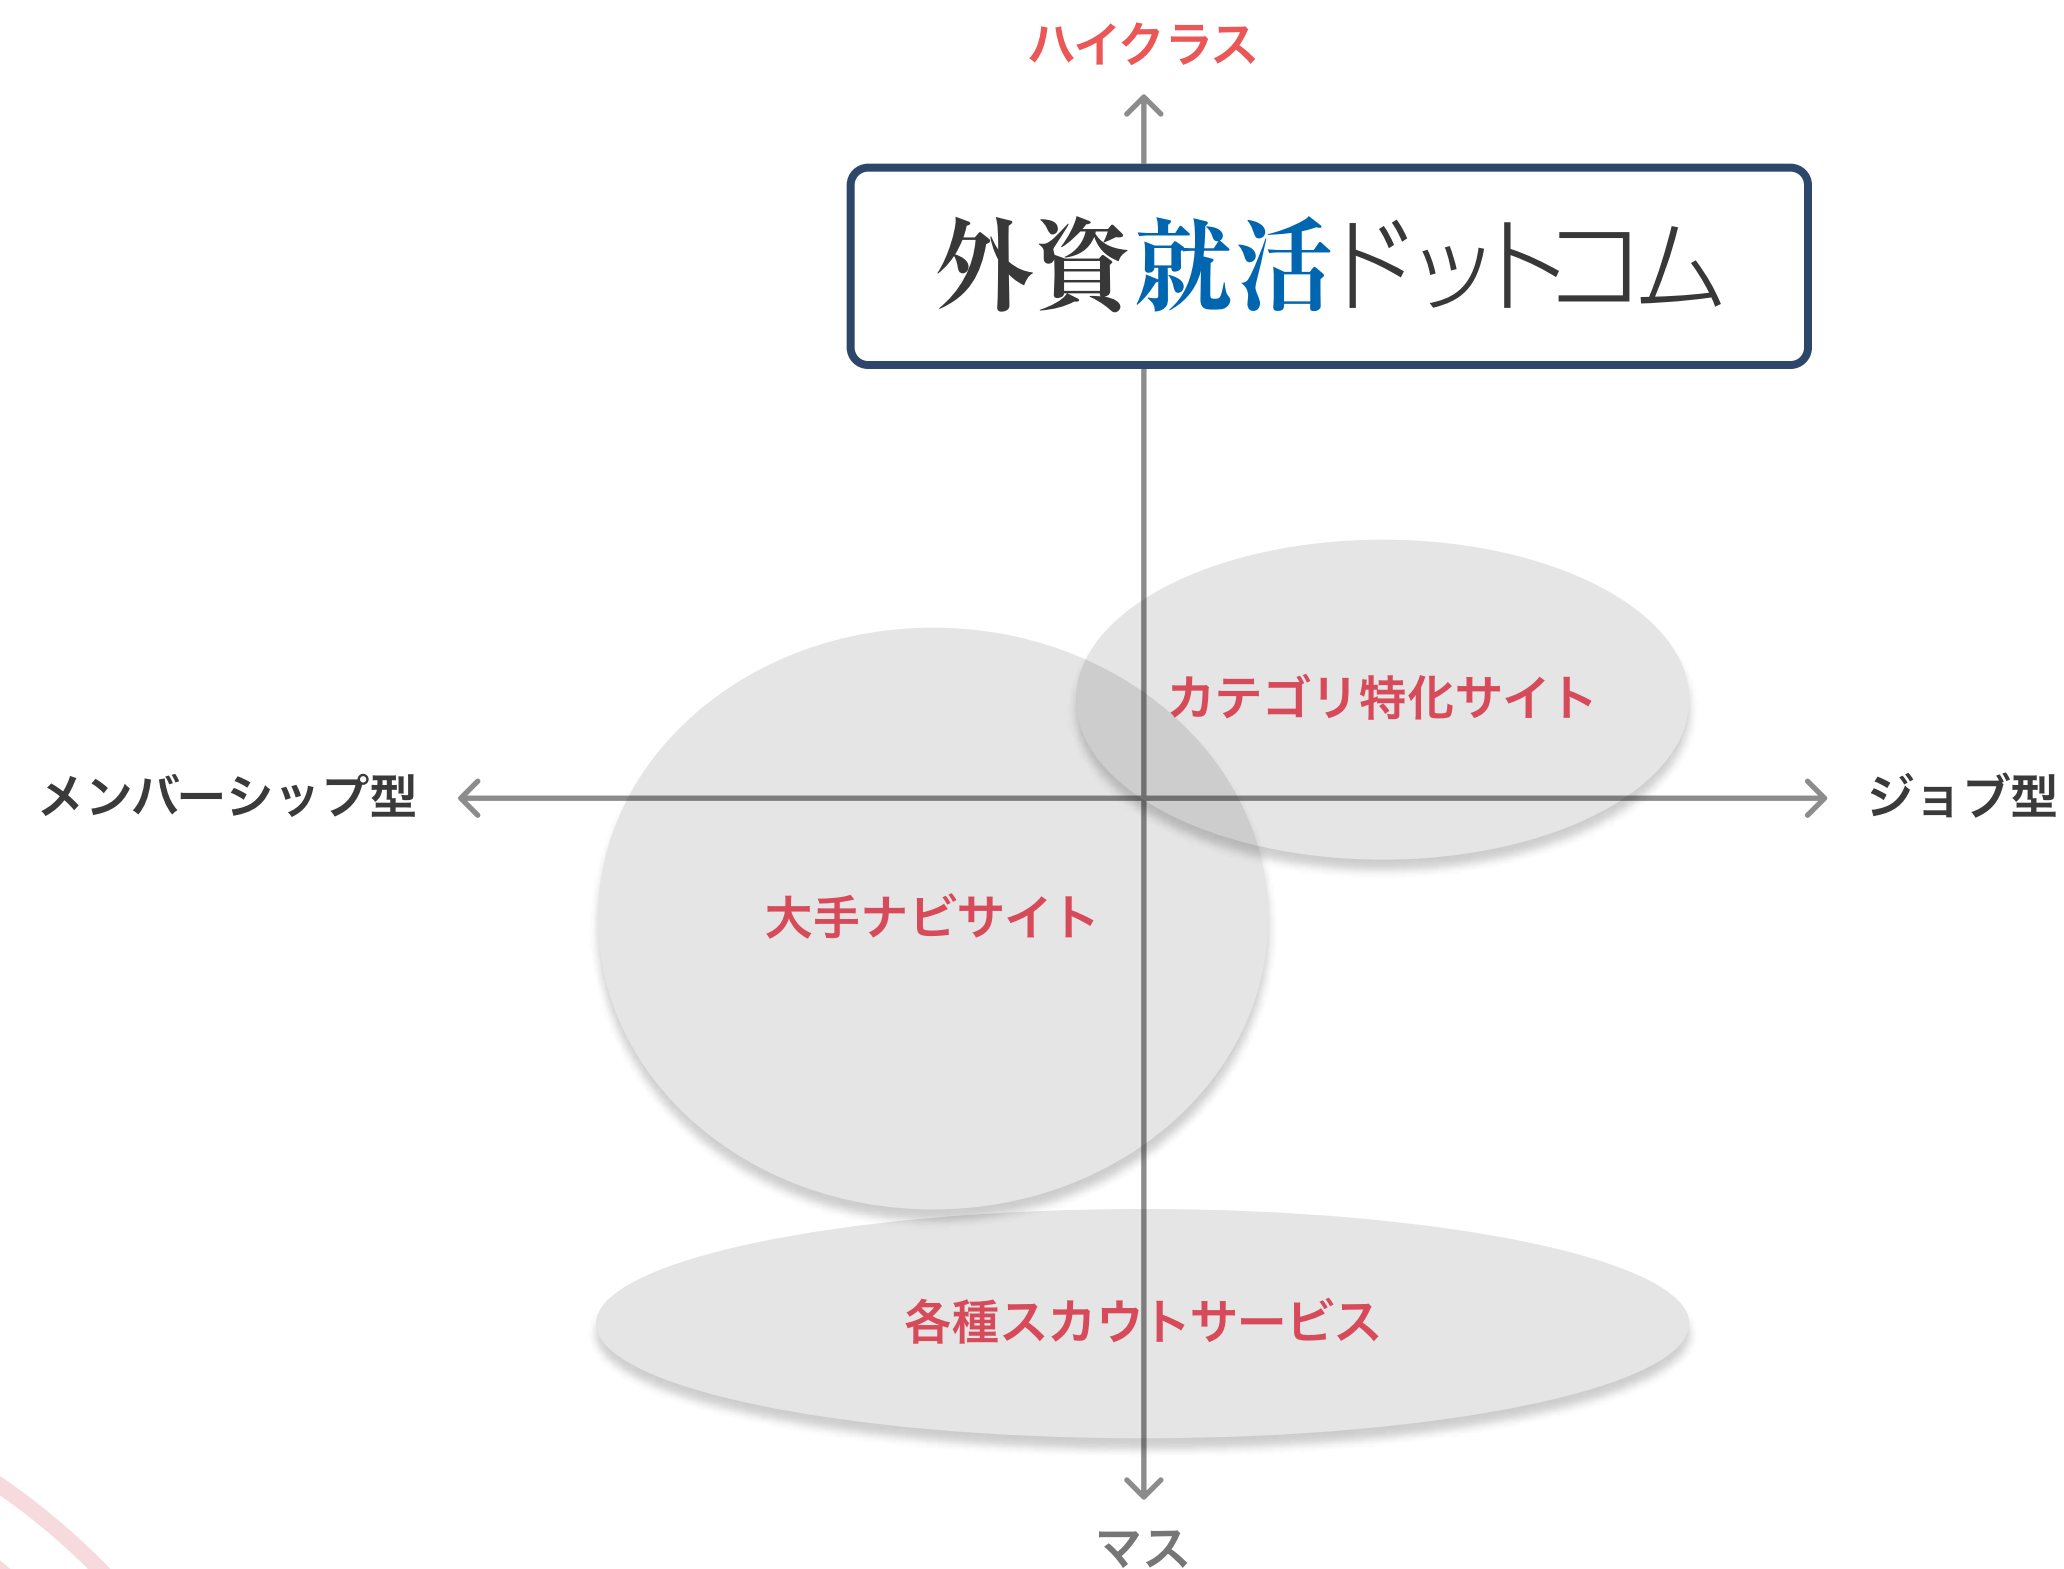 ハイクラス
外資就活ドットコム
カテゴリ特化サイト
メンバーシップ型
ジョブ型
大手ナビサイト
各種スカウトサービス
マス